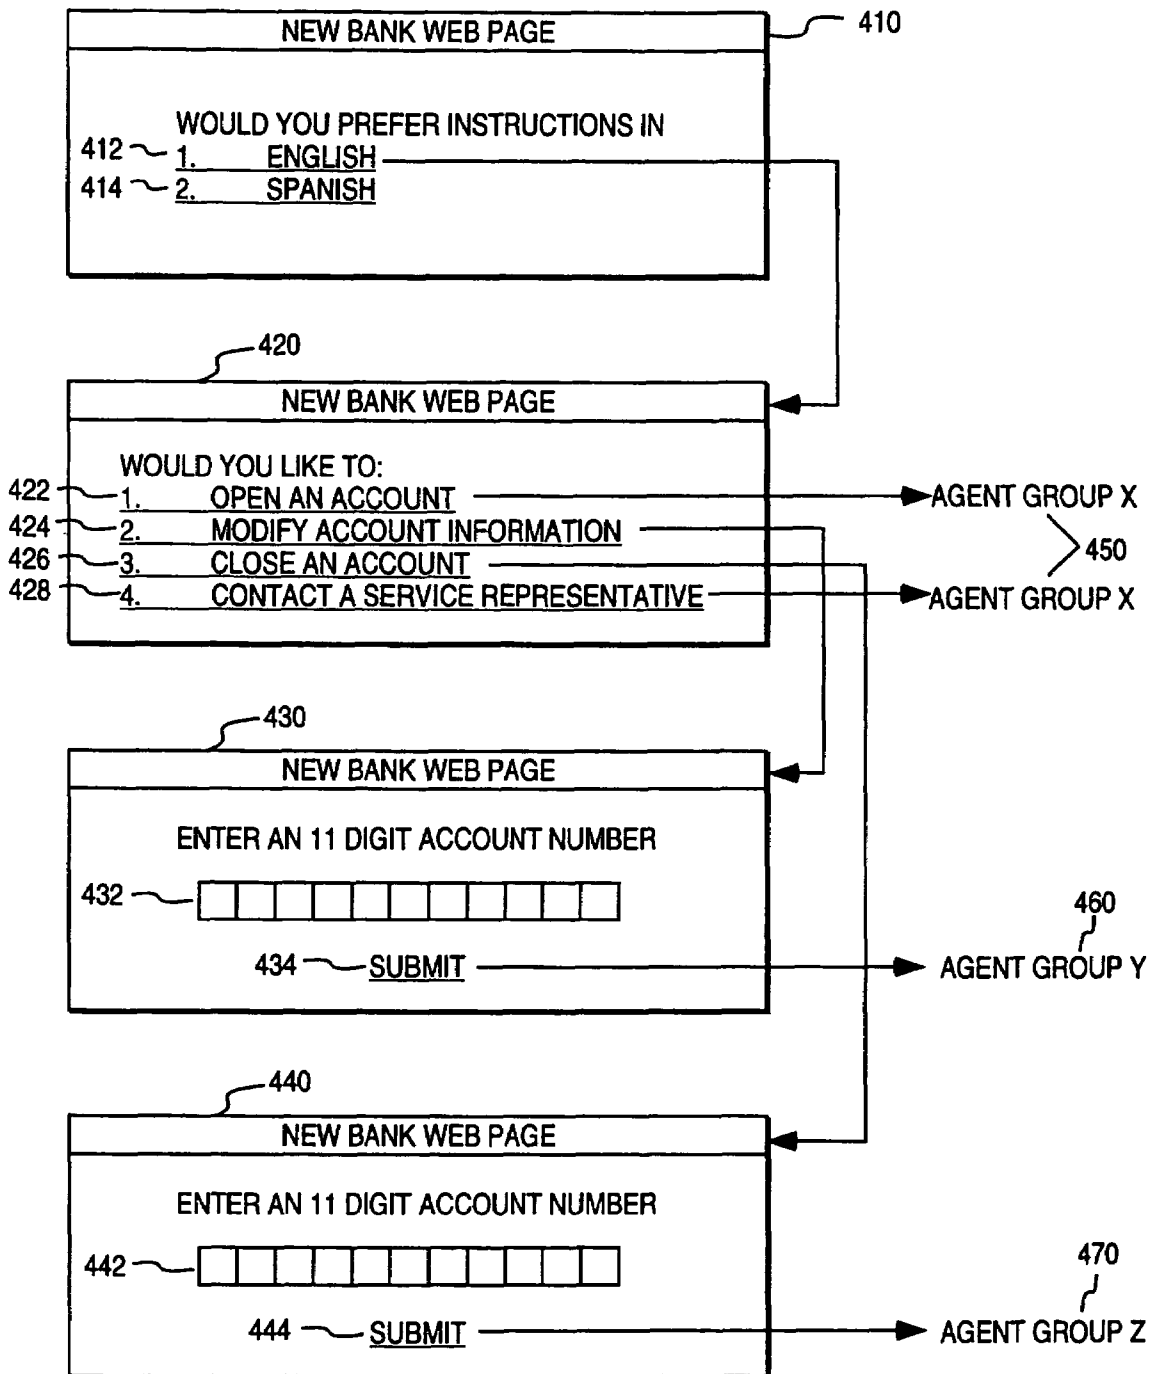 NEW BANK WEB PAGE
410
WOULD YOU PREFER INSTRUCTIONS IN
412 1. ENGLISH
414 2. SPANISH
420
NEW BANK WEB PAGE
WOULD YOU LIKE TO:
422 1. OPEN AN ACCOUNT AGENT GROUP X
424 2. MODIFY ACCOUNT INFORMATION
450
426 3. CLOSE AN ACCOUNT
428 4. CONTACT A SERVICE REPRESENTATIVE AGENT GROUP X
430
NEW BANK WEB PAGE
ENTER AN 11 DIGIT ACCOUNT NUMBER
432
460
434 SUBMIT AGENT GROUP Y
440
NEW BANK WEB PAGE
ENTER AN 11 DIGIT ACCOUNT NUMBER
442
470
444 SUBMIT AGENT GROUP Z